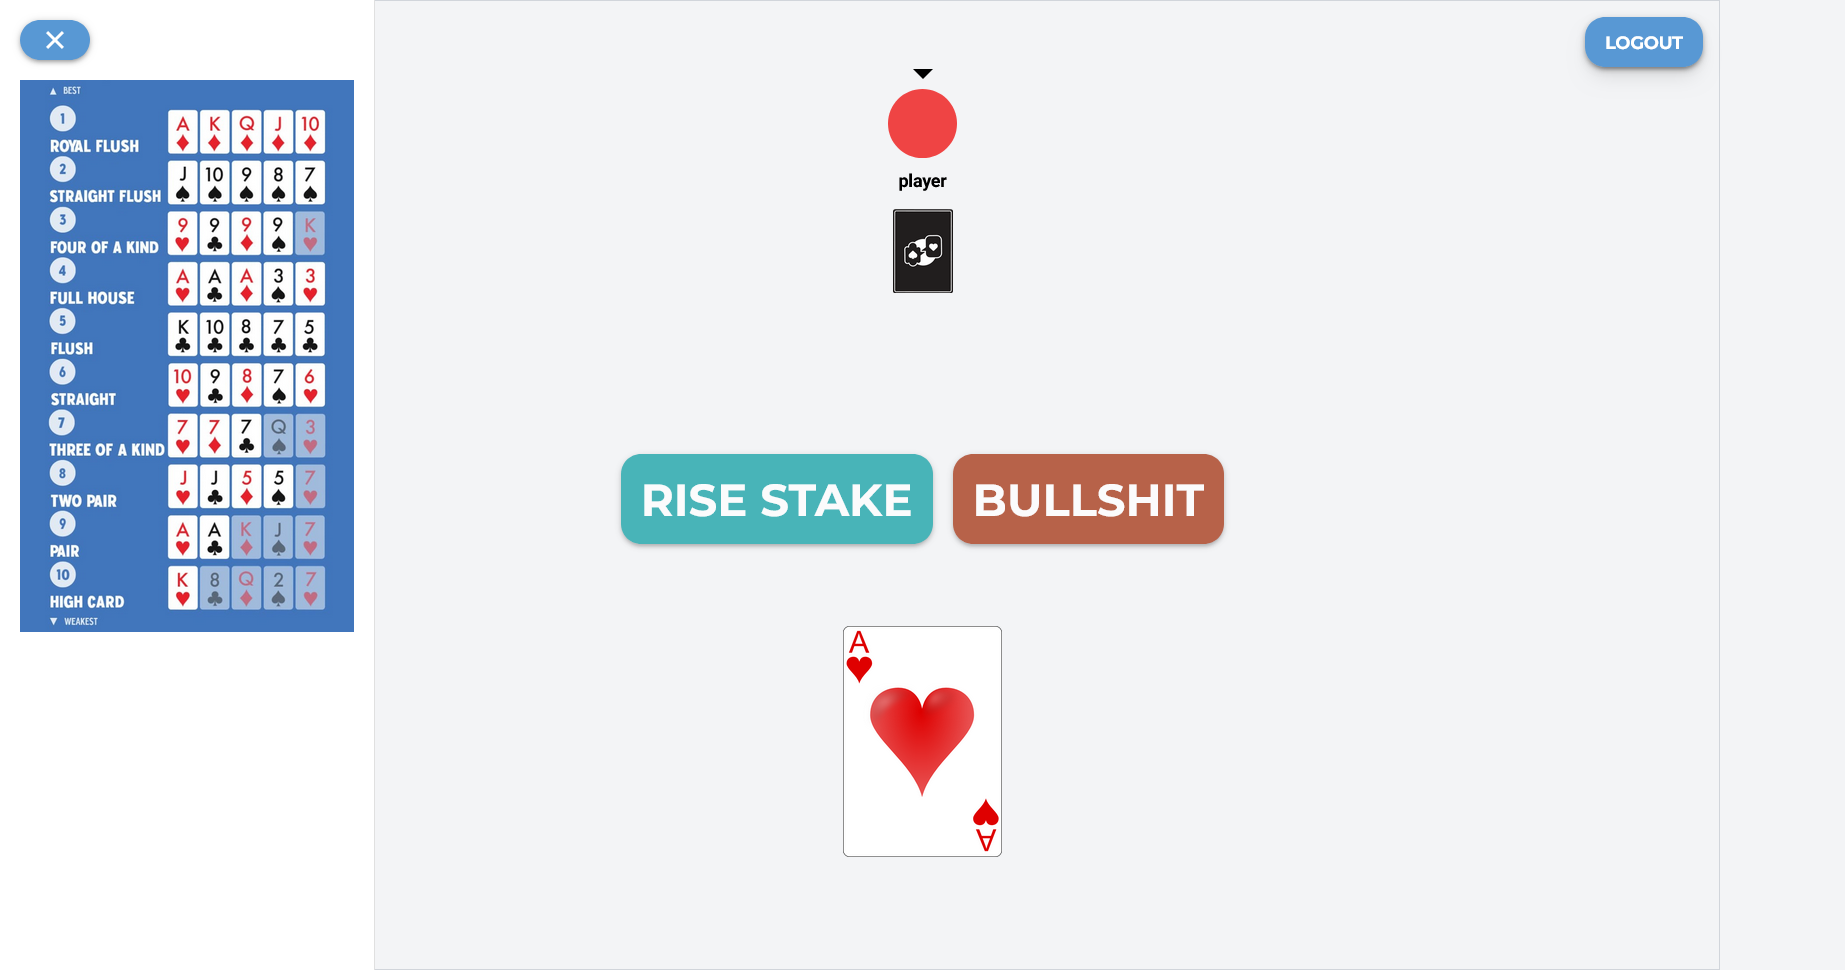 LOGOUT
▲ BEST
1
ROYAL FLUSH
A K Q J 10
2
STRAIGHT FLUSH
J 10 9 8 7
3
FOUR OF A KIND
9 9 9 9 K
4
FULL HOUSE
A A A 3 3
5
FLUSH
K 10 8 7 5
6
STRAIGHT
10 9 8 7 6
7
THREE OF A KIND
7 7 7 Q 3
8
TWO PAIR
J J 5 5 7
9
PAIR
A A K J 7
10
HIGH CARD
K 8 Q 2 7
▼ WEAKEST
player
RISE STAKE
BULLSHIT
A
A